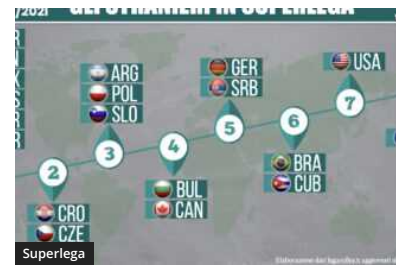 /2021
SUPERLEGA
ARG
POL
SLO
GER
SRB
USA
2
3
4
5
6
7
CRO
CZE
BUL
CAN
BRA
CUB
Superlega